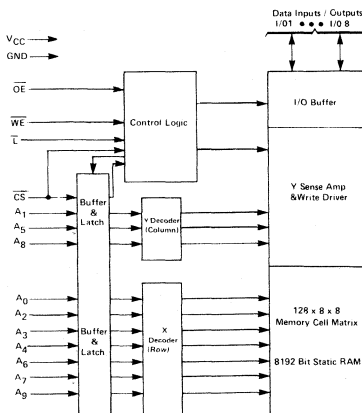 Data Inputs / Outputs
I/O1 ● ● ● I/O 8
VCC
GND
OE
WE
L
Control Logic
I/O Buffer
Y Sense Amp
&Write Driver
CS
A1
A5
A8
Buffer
&
Latch
Y Decoder
(Column)
A0
A2
A3
A4
A6
A7
A9
Buffer
&
Latch
X
Decoder
(Row)
128 x 8 x 8
Memory Cell Matrix
8192 Bit Static RAM